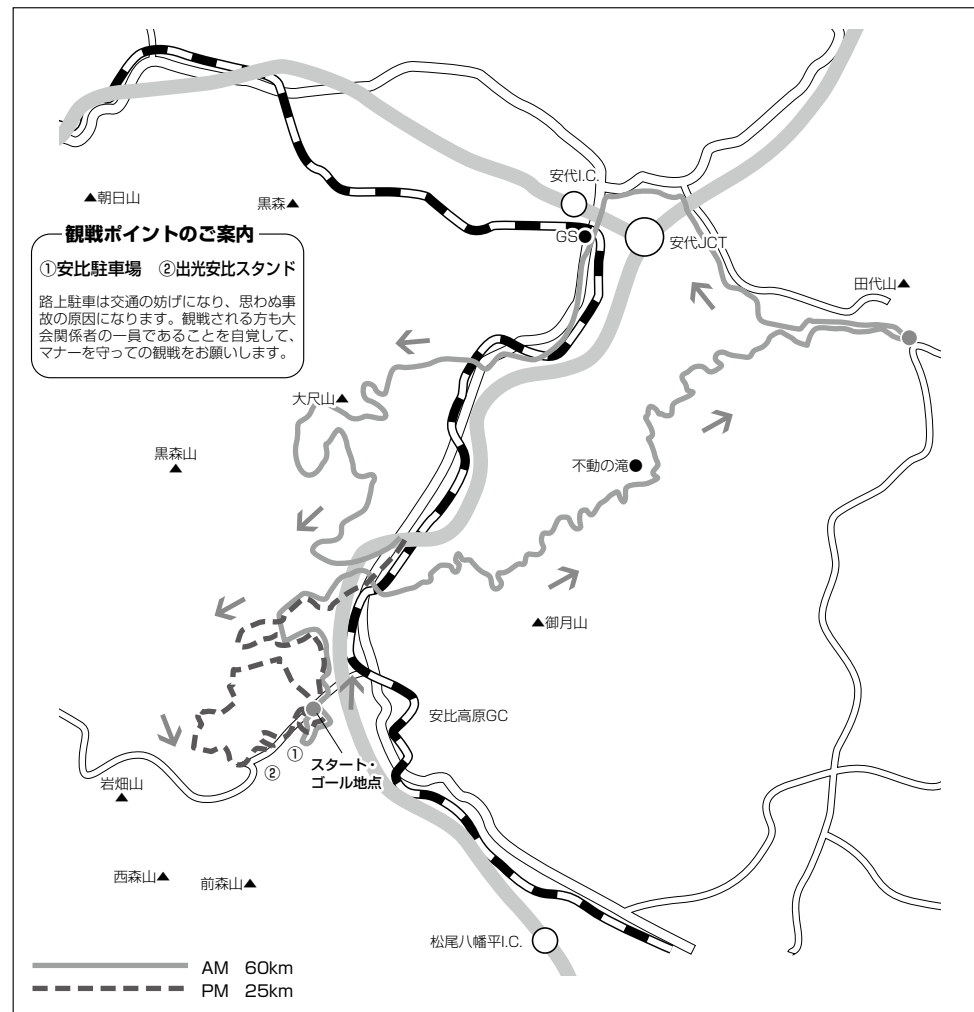 安代I.C.
▲朝日山
黒森▲
観戦ポイントのご案内
GS●
安代JCT
①安比駐車場 ②出光安比スタンド
田代山▲
路上駐車は交通の妨げになり、思わぬ事
故の原因になります。観戦される方も大
会関係者の一員であることを自覚して、
マナーを守っての観戦をお願いします。
大尺山▲
黒森山
▲
不動の滝●
▲御月山
安比高原GC
①
②
スタート・
ゴール地点
岩畑山
▲
西森山▲
前森山▲
松尾八幡平I.C.
AM 60km
PM 25km